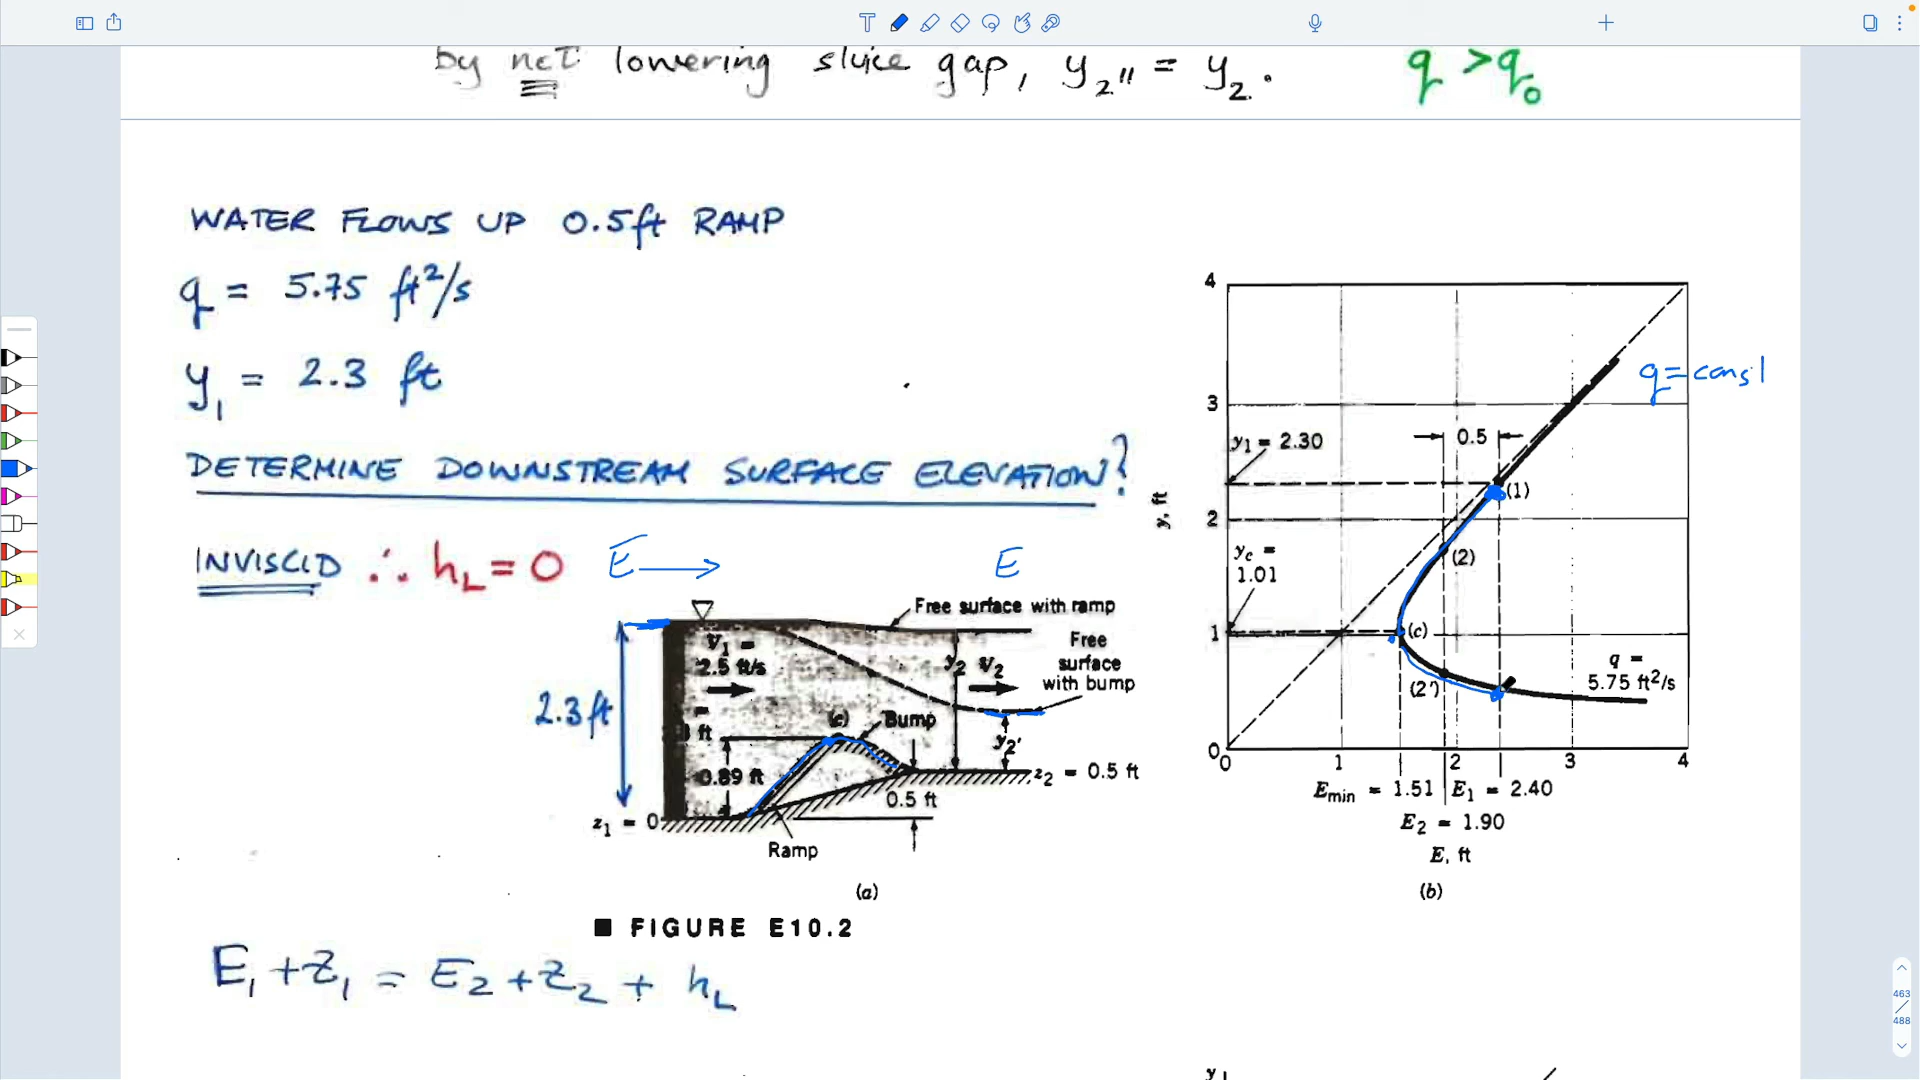 by not lowering sluice gap, y₂'' = y₂.
q > q₀
WATER FLOWS UP 0.5ft RAMP
q = 5.75 ft²/s
y₁ = 2.3 ft
DETERMINE DOWNSTREAM SURFACE ELEVATION?
INVISCID ∴ h_L = 0
E → E
Free surface with ramp
V₁ =
2.5 ft/s
y₂ V₂
Free
surface
with bump
2.3 ft
=
ft
(c)
Bump
y₂'
0.89 ft
z₂ = 0.5 ft
0.5 ft
z₁ = 0
Ramp
(a)
■ FIGURE E10.2
4
q = const
3
y₁ = 2.30
0.5
(1)
y, ft
2
y_c =
1.01
(2)
1
(c)
q =
5.75 ft²/s
(2')
0
0 1 2 3 4
E_min = 1.51 E₁ = 2.40
E₂ = 1.90
E, ft
(b)
E₁ + Z₁ = E₂ + Z₂ + h_L
463
/
488
y₁